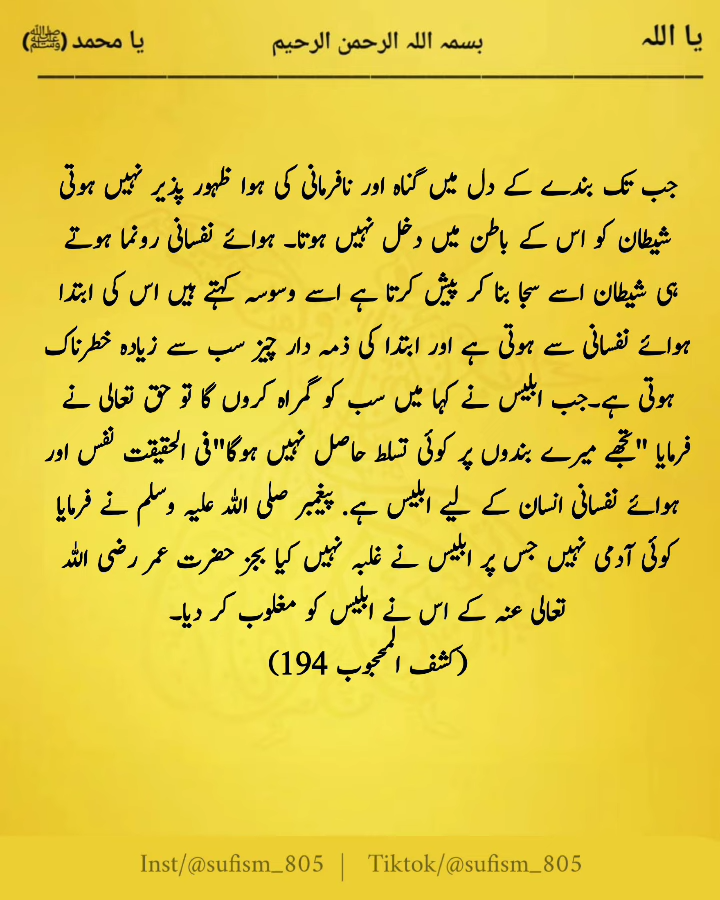 یا اللہ
بسمہ اللہ الرحمن الرحیم
یا محمد (ﷺ)
جب تک بندے کے دل میں گناہ اور نافرمانی کی ہوا ظہور پذیر نہیں ہوتی
شیطان کو اس کے باطن میں دخل نہیں ہوتا۔ ہوائے نفسانی رونما ہوتے
ہی شیطان اسے سجا بنا کر پیش کرتا ہے اسے وسوسہ کہتے ہیں اس کی ابتدا
ہوائے نفسانی سے ہوتی ہے اور ابتدا کی ذمہ دار چیز سب سے زیادہ خطرناک
ہوتی ہے۔جب ابلیس نے کہا میں سب کو گمراہ کروں گا تو حق تعالی نے
فرمایا "تجھے میرے بندوں پر کوئی تسلط حاصل نہیں ہوگا"فی الحقیقت نفس اور
ہوائے نفسانی انسان کے لیے ابلیس ہے. پیغمبر صلی اللہ علیہ وسلم نے فرمایا
کوئی آدمی نہیں جس پر ابلیس نے غلبہ نہیں کیا بجز حضرت عمر رضی اللہ
تعالی عنہ کے اس نے ابلیس کو مغلوب کر دیا۔
(کشف المحجوب 194)
Inst/@sufism_805 | Tiktok/@sufism_805